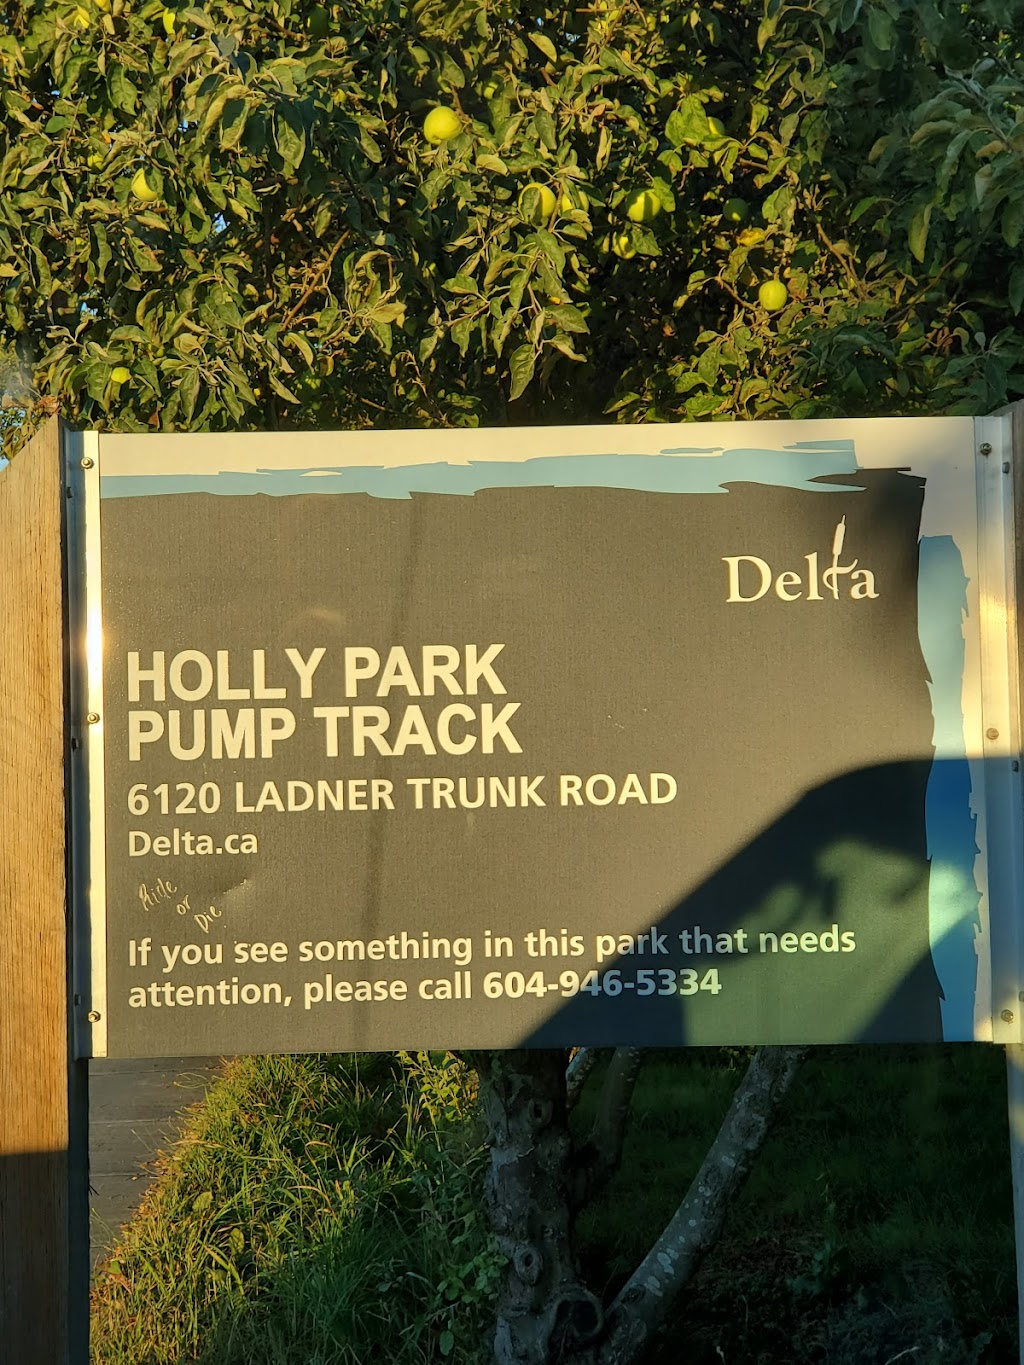 Delta
HOLLY PARK
PUMP TRACK
6120 LADNER TRUNK ROAD
Delta.ca
Ride
or
Die
If you see something in this park that needs
attention, please call 604-946-5334